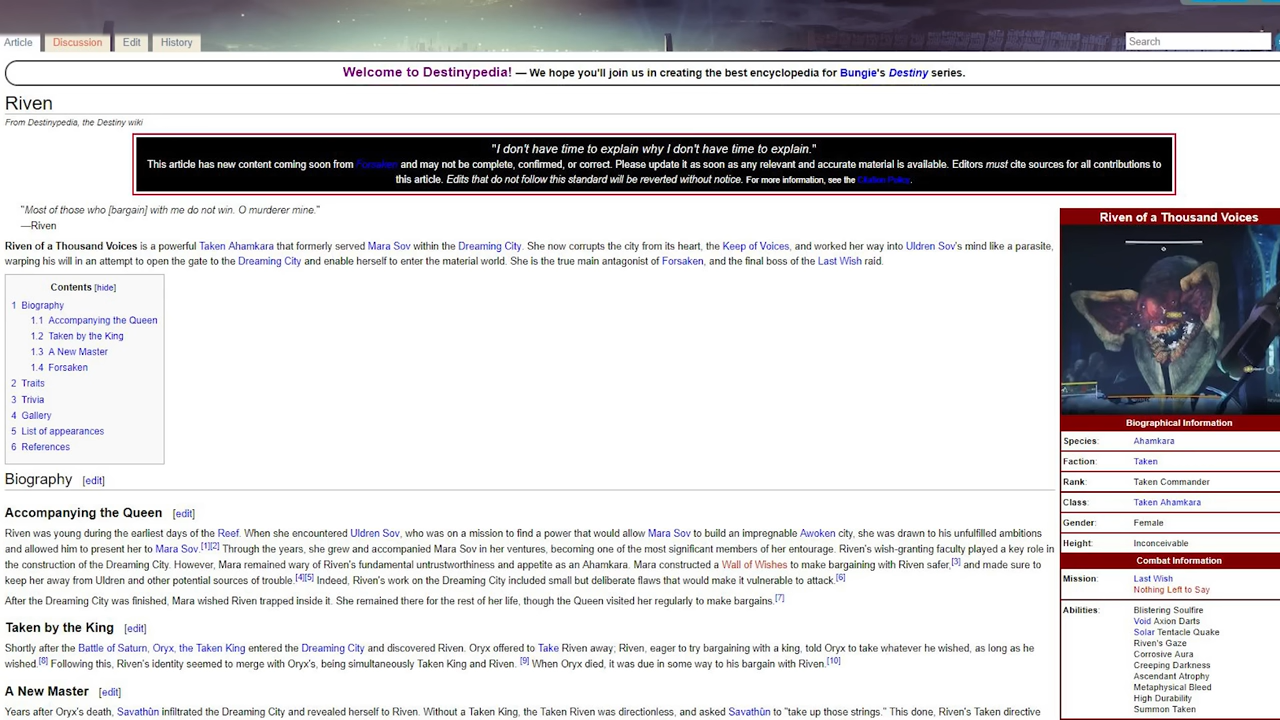 Article
Discussion
Edit
History
Search
Welcome to Destinypedia! — We hope you'll join us in creating the best encyclopedia for Bungie's Destiny series.
Riven
From Destinypedia, the Destiny wiki
"I don't have time to explain why I don't have time to explain."
This article has new content coming soon from Forsaken and may not be complete, confirmed, or correct. Please update it as soon as any relevant and accurate material is available. Editors must cite sources for all contributions to
this article. Edits that do not follow this standard will be reverted without notice. For more information, see the Citation Policy.
"Most of those who [bargain] with me do not win. O murderer mine."
—Riven
Riven of a Thousand Voices is a powerful Taken Ahamkara that formerly served Mara Sov within the Dreaming City. She now corrupts the city from its heart, the Keep of Voices, and worked her way into Uldren Sov's mind like a parasite,
warping his will in an attempt to open the gate to the Dreaming City and enable herself to enter the material world. She is the true main antagonist of Forsaken, and the final boss of the Last Wish raid.
Contents [hide]
1 Biography
1.1 Accompanying the Queen
1.2 Taken by the King
1.3 A New Master
1.4 Forsaken
2 Traits
3 Trivia
4 Gallery
5 List of appearances
6 References
Biography [edit]
Accompanying the Queen [edit]
Riven was young during the earliest days of the Reef. When she encountered Uldren Sov, who was on a mission to find a power that would allow Mara Sov to build an impregnable Awoken city, she was drawn to his unfulfilled ambitions
and allowed him to present her to Mara Sov.[1][2] Through the years, she grew and accompanied Mara Sov in her ventures, becoming one of the most significant members of her entourage. Riven's wish-granting faculty played a key role in
the construction of the Dreaming City. However, Mara remained wary of Riven's fundamental untrustworthiness and appetite as an Ahamkara. Mara constructed a Wall of Wishes to make bargaining with Riven safer,[3] and made sure to
keep her away from Uldren and other potential sources of trouble.[4][5] Indeed, Riven's work on the Dreaming City included small but deliberate flaws that would make it vulnerable to attack.[6]
After the Dreaming City was finished, Mara wished Riven trapped inside it. She remained there for the rest of her life, though the Queen visited her regularly to make bargains.[7]
Taken by the King [edit]
Shortly after the Battle of Saturn, Oryx, the Taken King entered the Dreaming City and discovered Riven. Oryx offered to Take Riven away; Riven, eager to try bargaining with a king, told Oryx to take whatever he wished, as long as he
wished.[8] Following this, Riven's identity seemed to merge with Oryx's, being simultaneously Taken King and Riven. [9] When Oryx died, it was due in some way to his bargain with Riven.[10]
A New Master [edit]
Years after Oryx's death, Savathûn infiltrated the Dreaming City and revealed herself to Riven. With no Taken King, the Taken Riven was directionless, and asked Savathûn to "take up those strings." This done, Riven's Taken directive
Riven of a Thousand Voices
Biographical Information
Species: Ahamkara
Faction: Taken
Rank: Taken Commander
Class: Taken Ahamkara
Gender: Female
Height: Inconceivable
Combat Information
Mission: Last Wish
Nothing Left to Say
Abilities: Blistering Soulfire
Void Axion Darts
Solar Tentacle Quake
Riven's Gaze
Corrosive Aura
Creeping Darkness
Ascendant Atrophy
Metaphysical Bleed
High Durability
Summon Taken